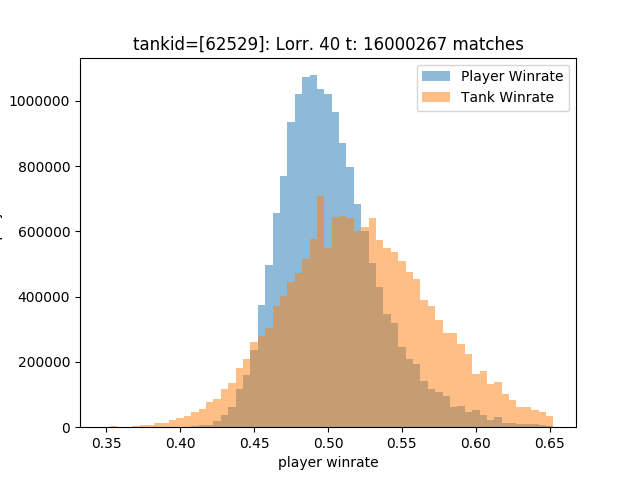 tankid=[62529]: Lorr. 40 t: 16000267 matches
Player Winrate
Tank Winrate
1000000
800000
600000
400000
200000
0
0.35 0.40 0.45 0.50 0.55 0.60 0.65
player winrate